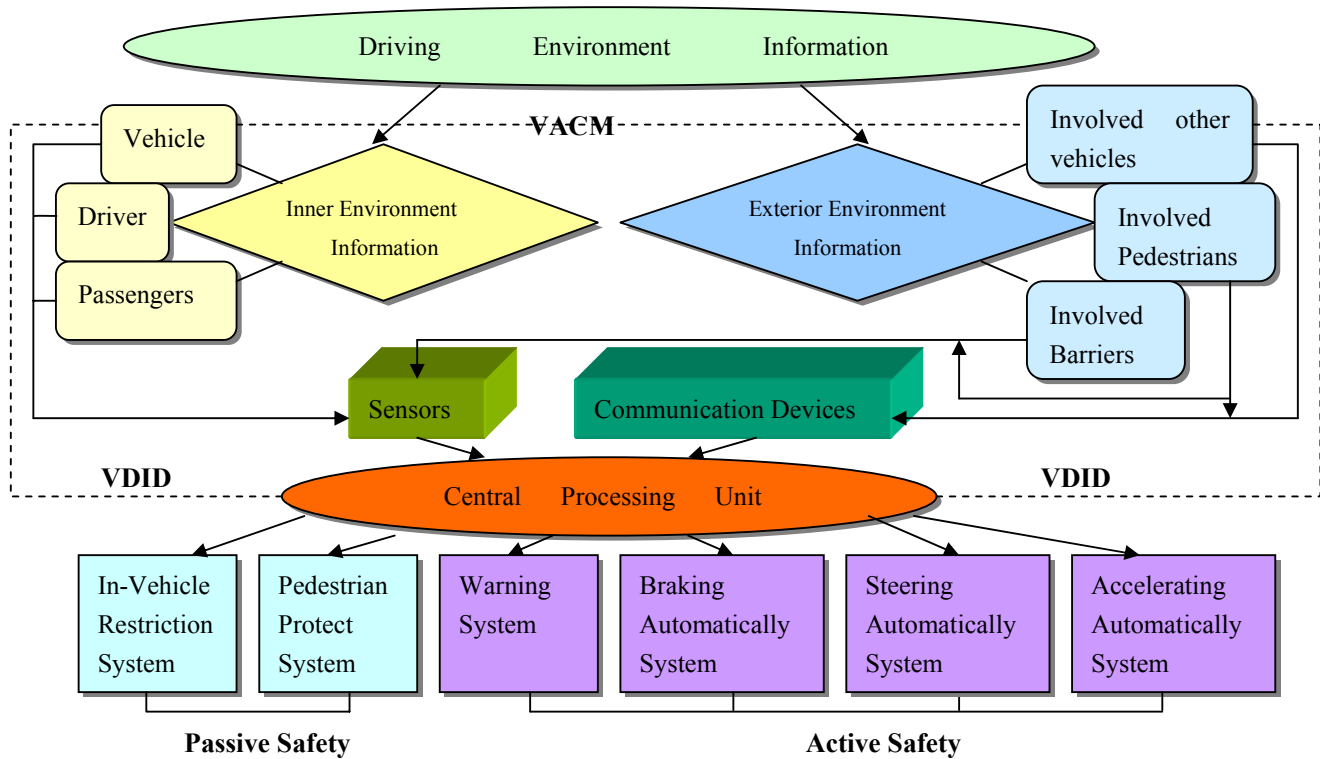 Driving Environment Information
VACM
Vehicle
Driver
Passengers
Inner Environment
Information
Exterior Environment
Information
Involved other
vehicles
Involved
Pedestrians
Involved
Barriers
Sensors
Communication Devices
VDID
VDID
Central Processing Unit
In-Vehicle
Restriction
System
Pedestrian
Protect
System
Warning
System
Braking
Automatically
System
Steering
Automatically
System
Accelerating
Automatically
System
Passive Safety
Active Safety